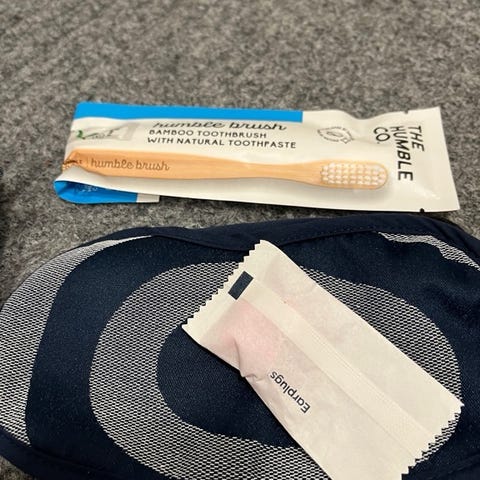 humble brush
BAMBOO TOOTHBRUSH
WITH NATURAL TOOTHPASTE
humble brush
THE
HUMBLE
CO.
Earplugs